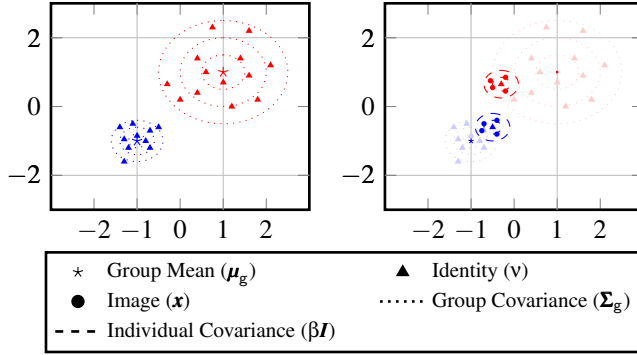 2
0
−2
−2 −1 0 1 2
2
0
−2
−2 −1 0 1 2
Group Mean (μg) Identity (ν)
Image (x) Group Covariance (Σg)
Individual Covariance (βI)